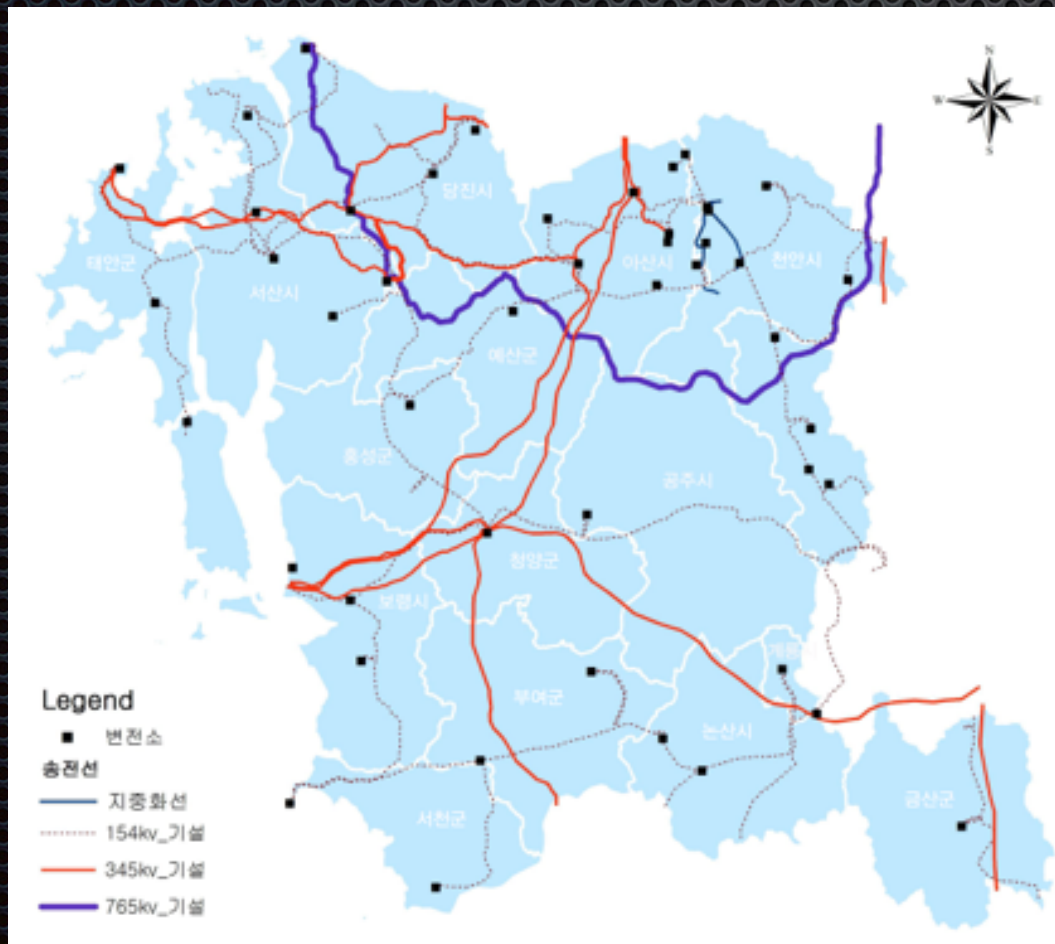 N
W
E
S
당진시
태안군
서산시
아산시
천안시
예산군
홍성군
공주시
청양군
보령시
계룡시
부여군
논산시
서천군
금산군
Legend
변전소
송전선
지중화선
154kv_기설
345kv_기설
765kv_기설